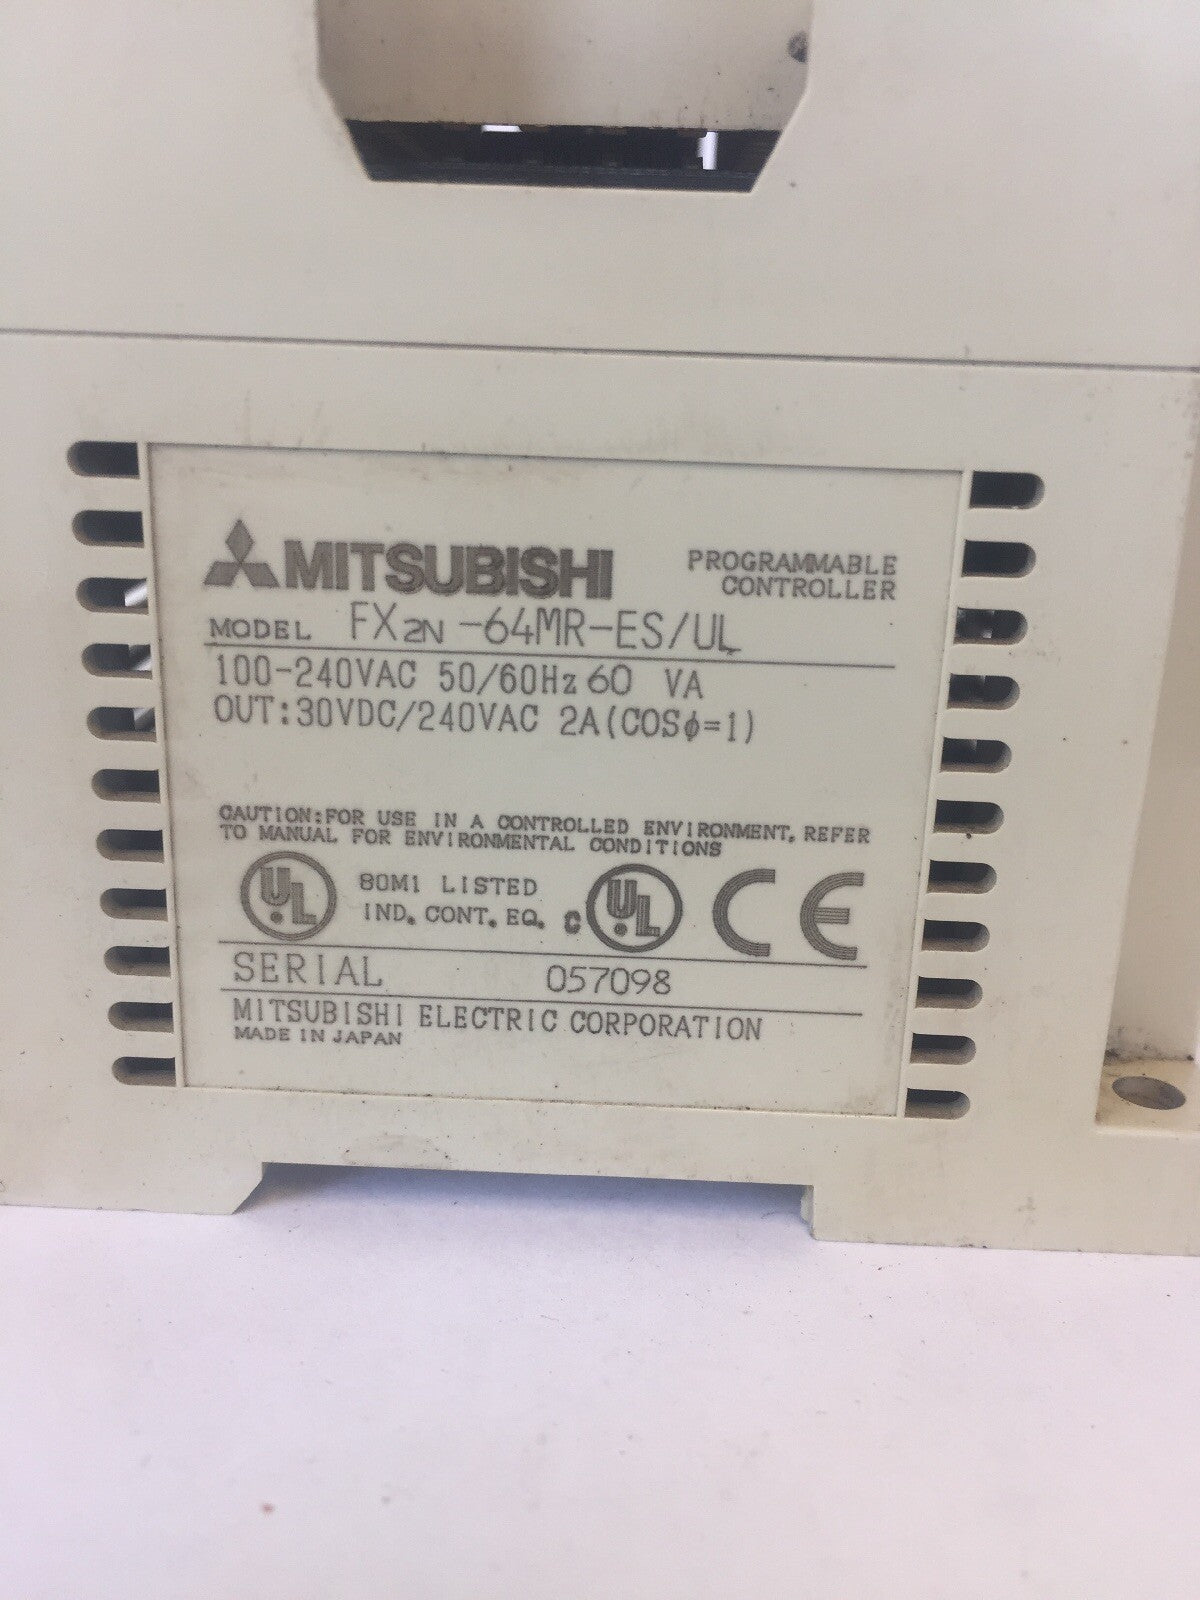 MITSUBISHI PROGRAMMABLE CONTROLLER
MODEL FX2N-64MR-ES/UL
100-240VAC 50/60Hz 60 VA
OUT:30VDC/240VAC 2A(COSφ=1)
CAUTION:FOR USE IN A CONTROLLED ENVIRONMENT. REFER
TO MANUAL FOR ENVIRONMENTAL CONDITIONS
UL 80M1 LISTED
IND. CONT. EQ. C UL CE
SERIAL 057098
MITSUBISHI ELECTRIC CORPORATION
MADE IN JAPAN